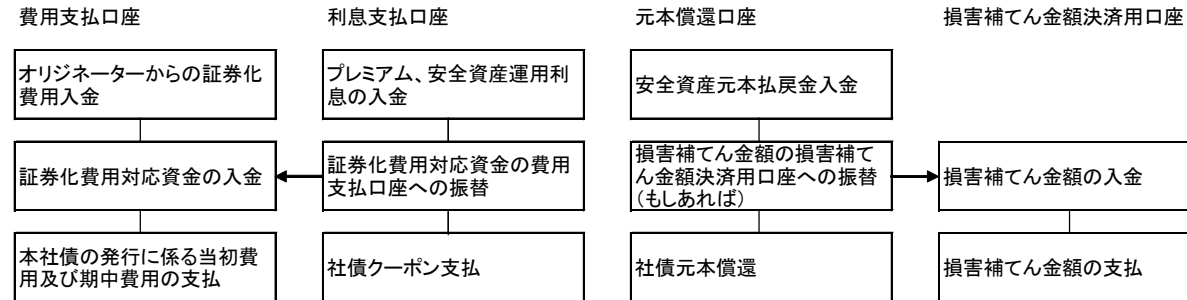 費用支払口座
利息支払口座
元本償還口座
損害補てん金額決済用口座
オリジネーターからの証券化
費用入金
プレミアム、安全資産運用利
息の入金
安全資産元本払戻金入金
証券化費用対応資金の入金
証券化費用対応資金の費用
支払口座への振替
損害補てん金額の損害補て
ん金額決済用口座への振替
(もしあれば)
損害補てん金額の入金
本社債の発行に係る当初費
用及び期中費用の支払
社債クーポン支払
社債元本償還
損害補てん金額の支払